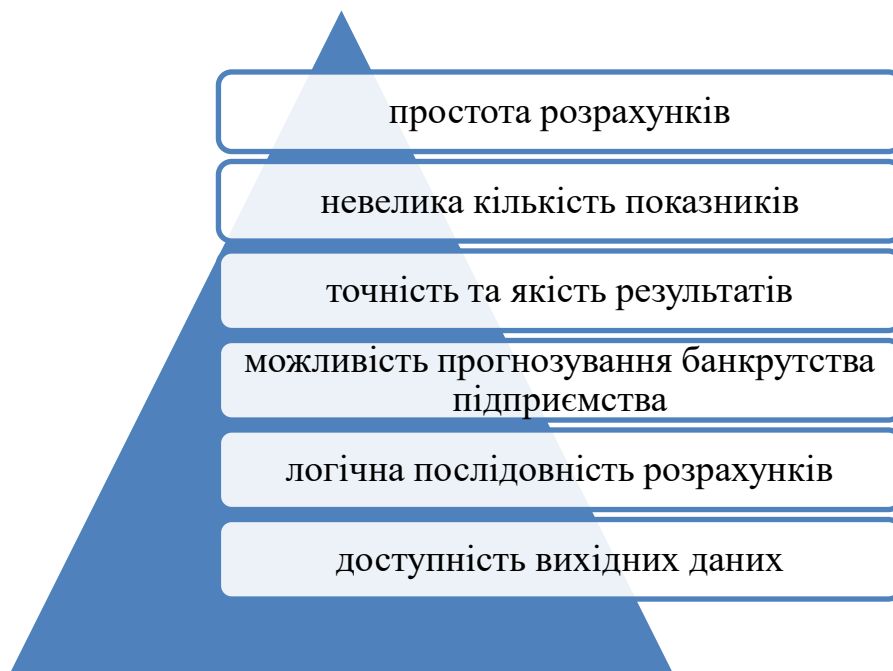 простота розрахунків
невелика кількість показників
точність та якість результатів
можливість прогнозування банкрутства
підприємства
логічна послідовність розрахунків
доступність вихідних даних